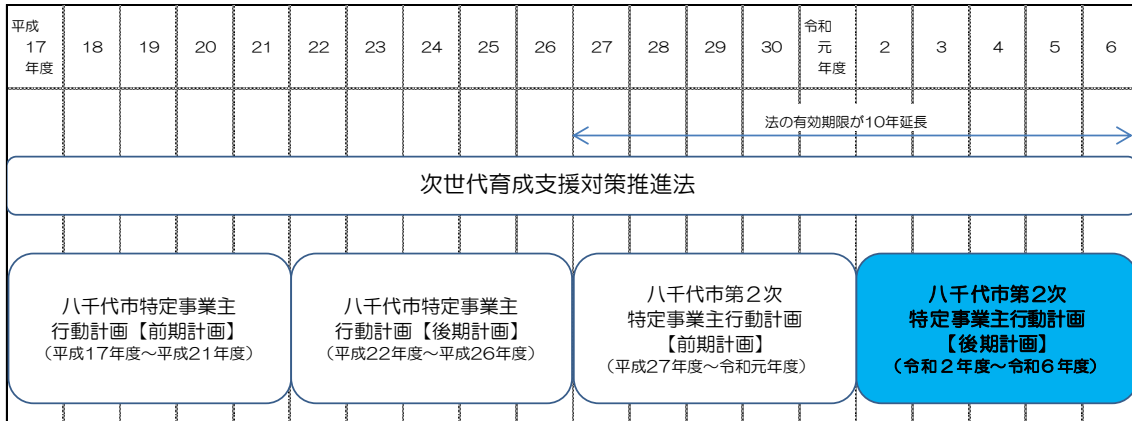 平成
17
年度
18
19
20
21
22
23
24
25
26
27
28
29
30
令和
元
年度
2
3
4
5
6
法の有効期限が10年延長
次世代育成支援対策推進法
八千代市特定事業主
行動計画【前期計画】
（平成17年度～平成21年度）
八千代市特定事業主
行動計画【後期計画】
（平成22年度～平成26年度）
八千代市第2次
特定事業主行動計画
【前期計画】
（平成27年度～令和元年度）
八千代市第2次
特定事業主行動計画
【後期計画】
（令和2年度～令和6年度）